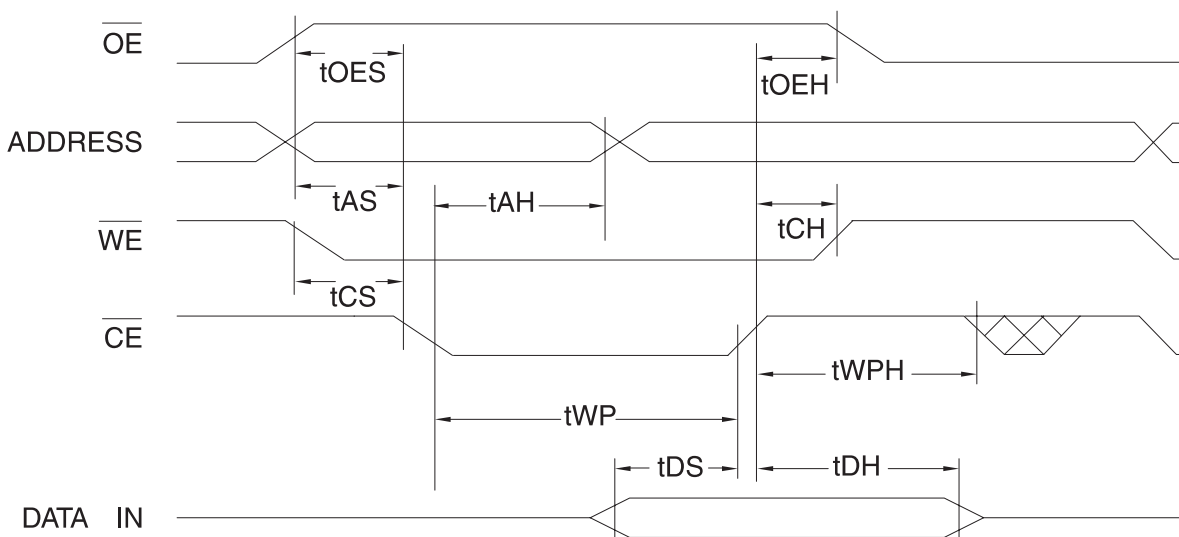 OE
tOES
tOEH
ADDRESS
tAS
tAH
tCH
WE
tCS
CE
tWPH
tWP
tDS
tDH
DATA IN